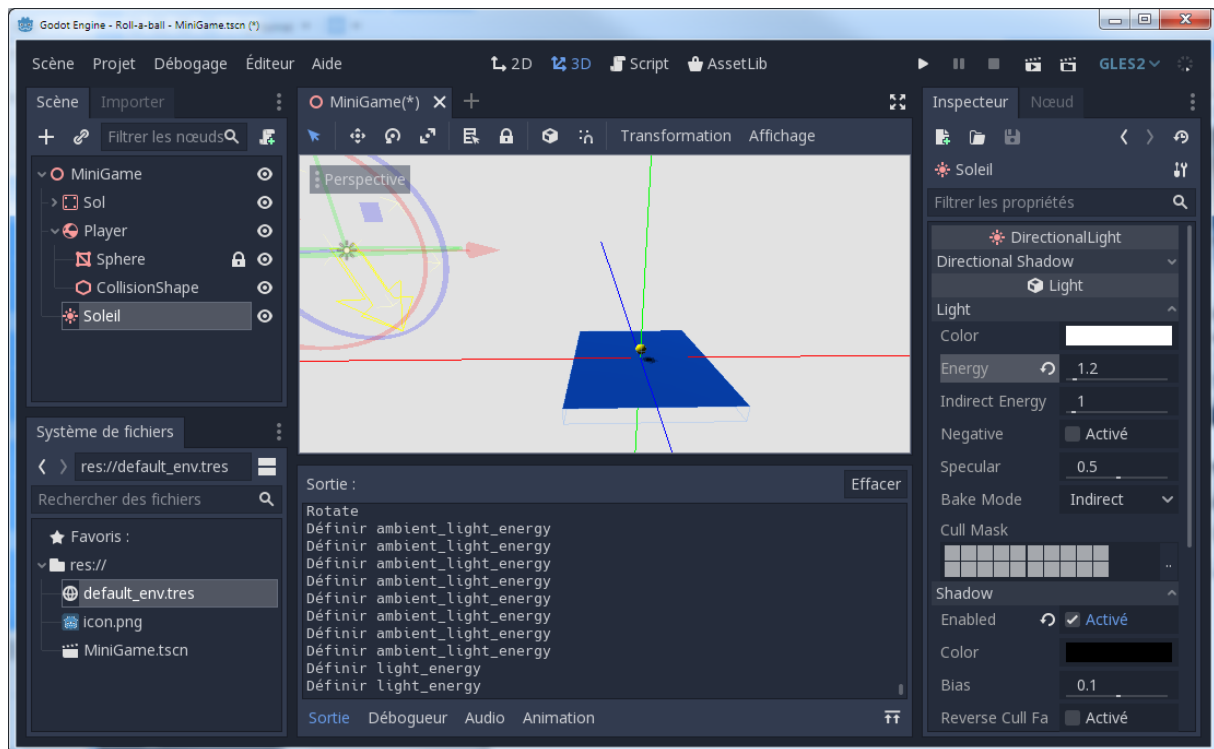 Godot Engine - Roll-a-ball - MiniGame.tscn (*)
Scène Projet Débogage Éditeur Aide 2D 3D Script AssetLib GLES2
Scène Importer
Filtrer les nœuds
MiniGame
Sol
Player
Sphere
CollisionShape
Soleil
Système de fichiers
res://default_env.tres
Rechercher des fichiers
Favoris :
res://
default_env.tres
icon.png
MiniGame.tscn
MiniGame(*)
Transformation Affichage
Perspective
Sortie : Effacer
Rotate
Définir ambient_light_energy
Définir ambient_light_energy
Définir ambient_light_energy
Définir ambient_light_energy
Définir ambient_light_energy
Définir ambient_light_energy
Définir ambient_light_energy
Définir ambient_light_energy
Définir light_energy
Définir light_energy
Sortie Débogueur Audio Animation
Inspecteur Nœud
Soleil
Filtrer les propriétés
DirectionalLight
Directional Shadow
Light
Light
Color
Energy 1.2
Indirect Energy 1
Negative Activé
Specular 0.5
Bake Mode Indirect
Cull Mask
..
Shadow
Enabled Activé
Color
Bias 0.1
Reverse Cull Fa Activé